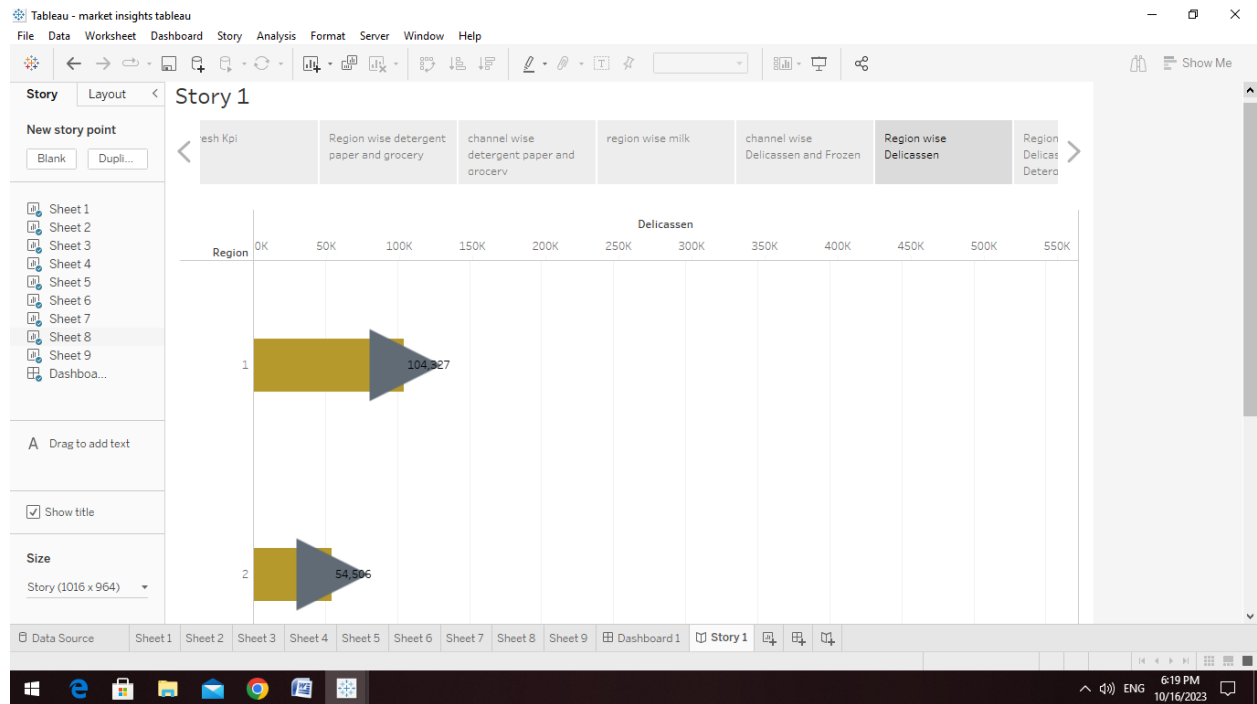 Tableau - market insights tableau
File Data Worksheet Dashboard Story Analysis Format Server Window Help
Show Me
Story Layout
Story 1
New story point
Blank Dupli...
esh Kpi
Region wise detergent
paper and grocery
channel wise
detergent paper and
grocery
region wise milk
channel wise
Delicassen and Frozen
Region wise
Delicassen
Region
Delicas
Deterg
Sheet 1
Sheet 2
Sheet 3
Sheet 4
Sheet 5
Sheet 6
Sheet 7
Sheet 8
Sheet 9
Dashboa...
A Drag to add text
Show title
Size
Story (1016 x 964)
Delicassen
Region 0K 50K 100K 150K 200K 250K 300K 350K 400K 450K 500K 550K
1 104,327
2 54,506
Data Source Sheet 1 Sheet 2 Sheet 3 Sheet 4 Sheet 5 Sheet 6 Sheet 7 Sheet 8 Sheet 9 Dashboard 1 Story 1
ENG
6:19 PM
10/16/2023